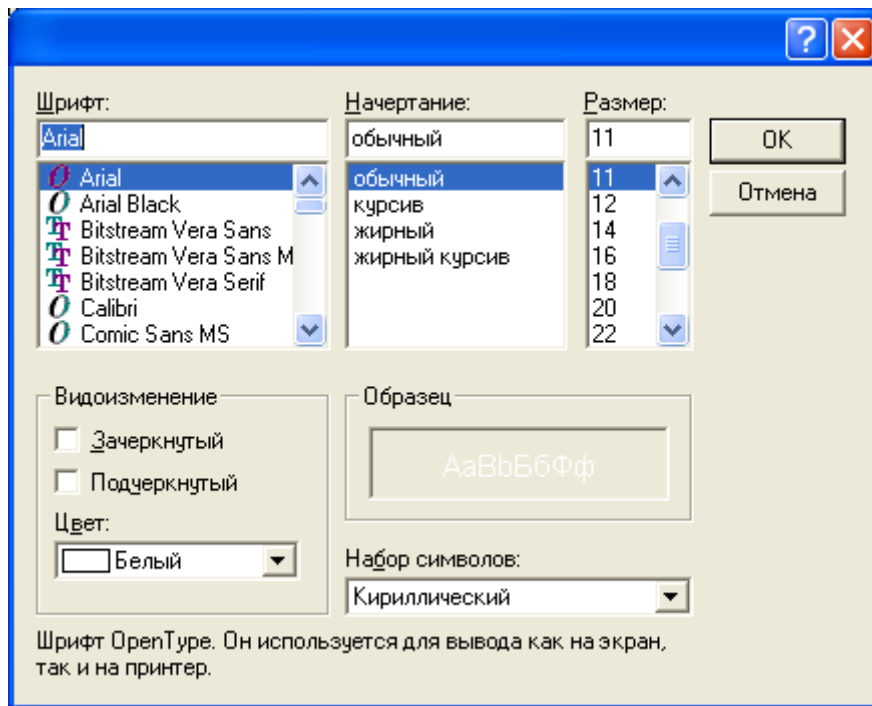 Шрифт:
Arial
Arial
Arial Black
Bitstream Vera Sans
Bitstream Vera Sans M
Bitstream Vera Serif
Calibri
Comic Sans MS
Начертание:
обычный
обычный
курсив
жирный
жирный курсив
Размер:
11
11
12
14
16
18
20
22
OK
Отмена
Видоизменение
Зачеркнутый
Подчеркнутый
Цвет:
Белый
Образец
AaBbБбФф
Набор символов:
Кириллический
Шрифт OpenType. Он используется для вывода как на экран,
так и на принтер.